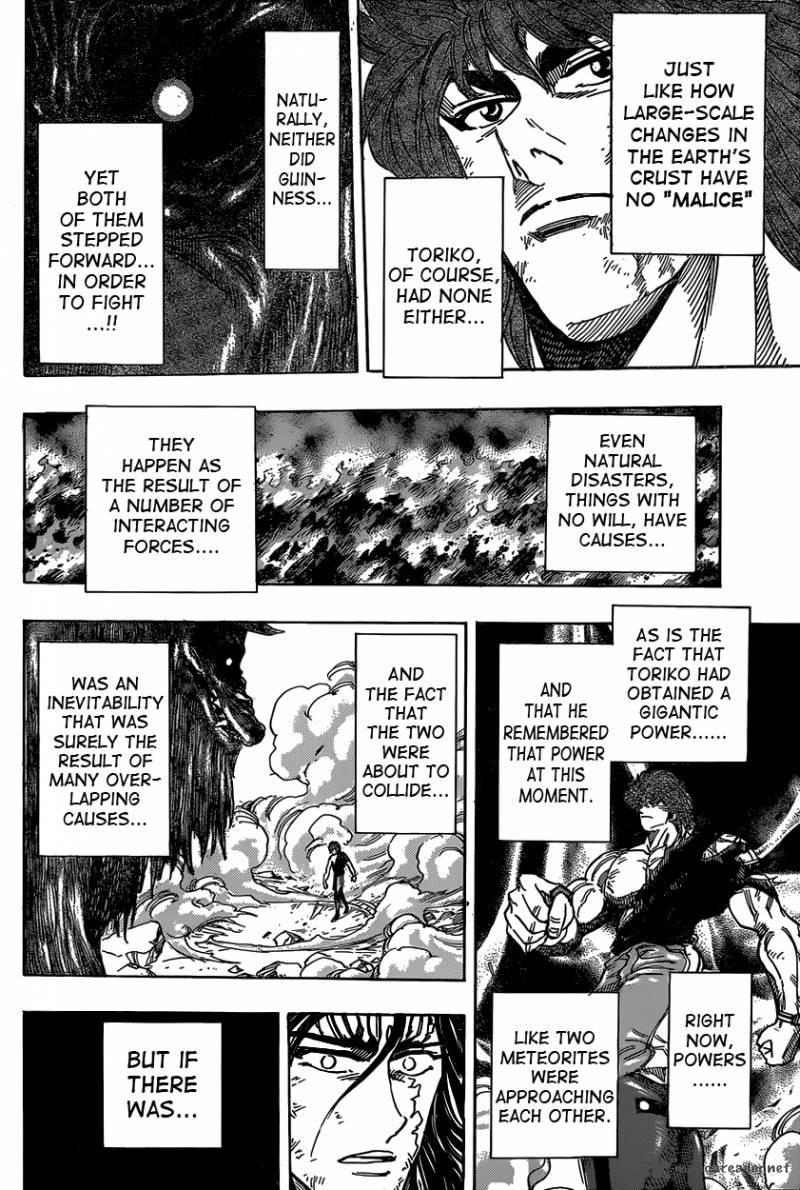 JUST
LIKE HOW
LARGE-SCALE
CHANGES IN
THE EARTH'S
CRUST HAVE
NO "MALICE"
TORIKO,
OF COURSE,
HAD NONE
EITHER...
NATU-
RALLY,
NEITHER
DID
GUIN-
NESS...
YET
BOTH
OF THEM
STEPPED
FORWARD...
IN ORDER
TO FIGHT
...!!
EVEN
NATURAL
DISASTERS,
THINGS WITH
NO WILL, HAVE
CAUSES...
THEY
HAPPEN AS
THE RESULT OF
A NUMBER OF
INTERACTING
FORCES....
AS IS THE
FACT THAT
TORIKO HAD
OBTAINED A
GIGANTIC
POWER......
AND
THAT HE
REMEMBERED
THAT POWER
AT THIS
MOMENT.
RIGHT
NOW,
POWERS
......
LIKE TWO
METEORITES
WERE
APPROACHING
EACH OTHER.
AND
THE FACT
THAT
THE TWO
WERE
ABOUT TO
COLLIDE...
WAS AN
INEVITABILITY
THAT WAS
SURELY THE
RESULT OF
MANY OVER-
LAPPING
CAUSES...
BUT IF
THERE
WAS...